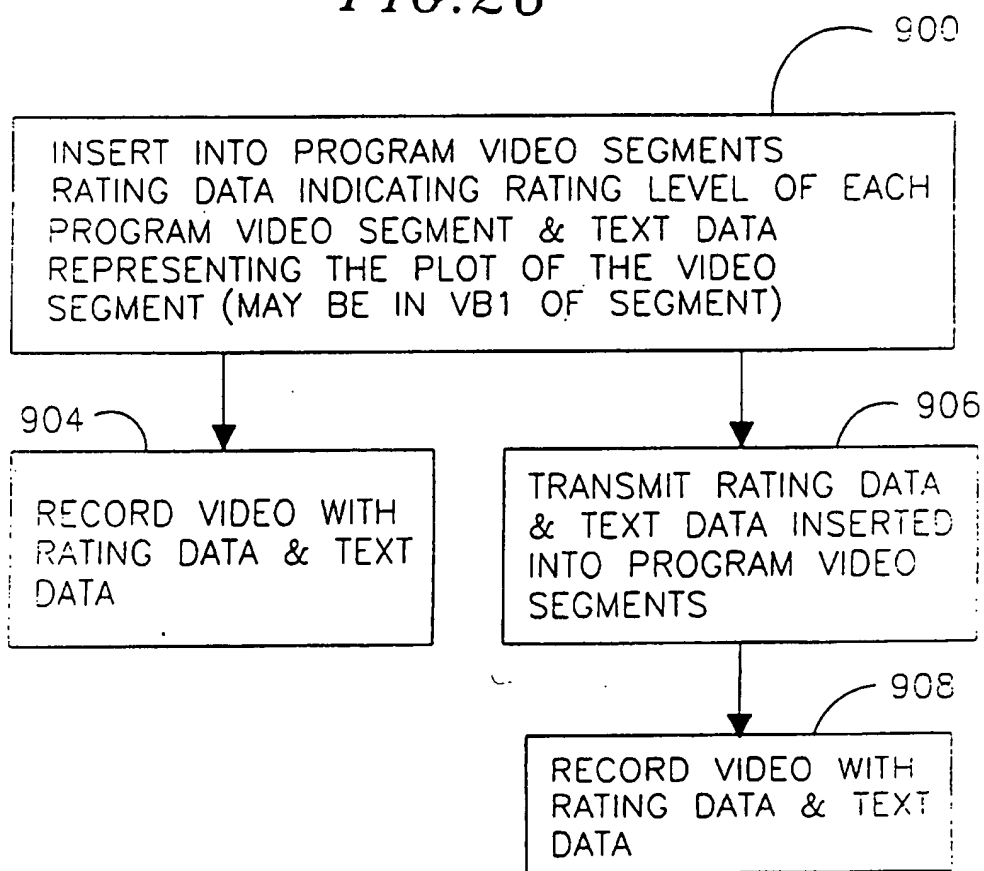 FIG.26
900
INSERT INTO PROGRAM VIDEO SEGMENTS
RATING DATA INDICATING RATING LEVEL OF EACH
PROGRAM VIDEO SEGMENT & TEXT DATA
REPRESENTING THE PLOT OF THE VIDEO
SEGMENT (MAY BE IN VB1 OF SEGMENT)
904
906
RECORD VIDEO WITH
RATING DATA & TEXT
DATA
TRANSMIT RATING DATA
& TEXT DATA INSERTED
INTO PROGRAM VIDEO
SEGMENTS
908
RECORD VIDEO WITH
RATING DATA & TEXT
DATA